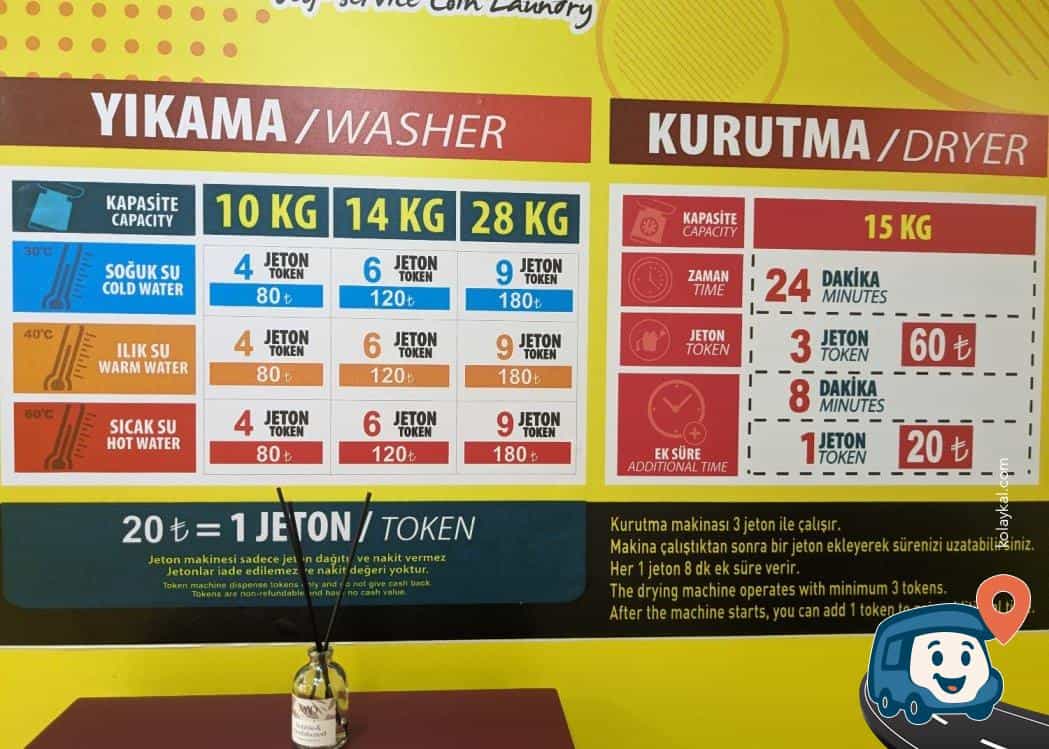 Self-Service Coin Laundry
YIKAMA / WASHER
KAPASİTE
CAPACITY
10 KG
14 KG
28 KG
30°C
SOĞUK SU
COLD WATER
4 JETON
TOKEN
80₺
6 JETON
TOKEN
120₺
9 JETON
TOKEN
180₺
40°C
ILIK SU
WARM WATER
4 JETON
TOKEN
80₺
6 JETON
TOKEN
120₺
9 JETON
TOKEN
180₺
60°C
SICAK SU
HOT WATER
4 JETON
TOKEN
80₺
6 JETON
TOKEN
120₺
9 JETON
TOKEN
180₺
20 ₺ = 1 JETON / TOKEN
Jeton makinesi sadece jeton dağıtır ve nakit vermez
Jetonlar iade edilemez ve nakit değeri yoktur.
Token machine dispense tokens only and do not give cash back.
Tokens are non-refundable and have no cash value.
KURUTMA / DRYER
KAPASİTE
CAPACITY
15 KG
ZAMAN
TIME
24 DAKİKA
MINUTES
JETON
TOKEN
3 JETON
TOKEN
60 ₺
EK SÜRE
ADDITIONAL TIME
8 DAKİKA
MINUTES
1 JETON
TOKEN
20 ₺
Kurutma makinası 3 jeton ile çalışır.
Makina çalıştıktan sonra bir jeton ekleyerek sürenizi uzatabilirsiniz.
Her 1 jeton 8 dk ek süre verir.
The drying machine operates with minimum 3 tokens.
After the machine starts, you can add 1 token to
kolaykal.com